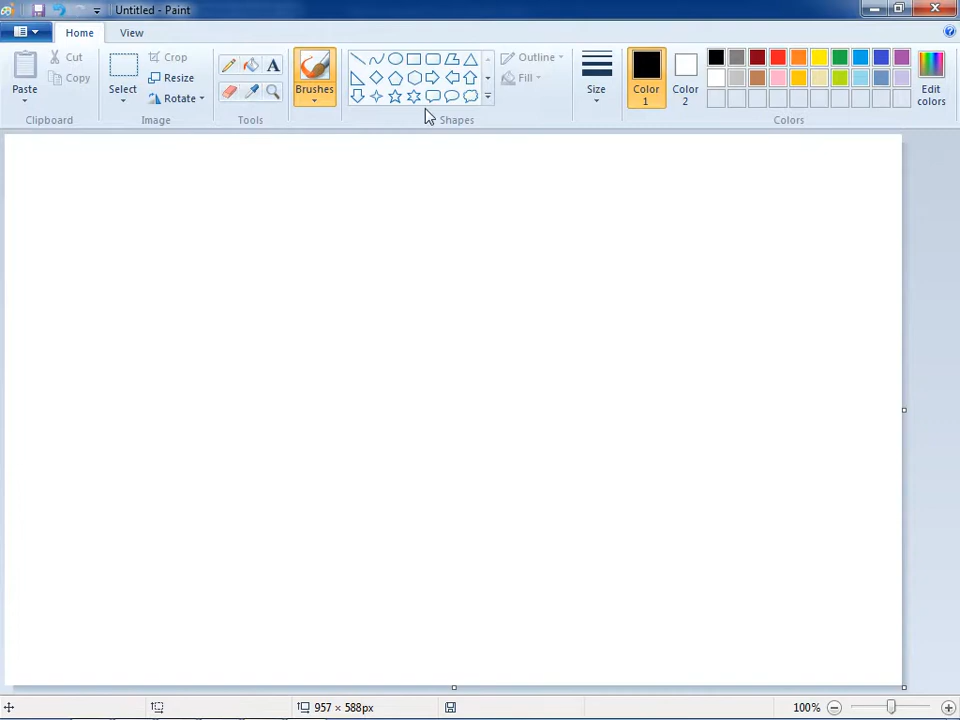 Untitled - Paint
Home View
Paste
Cut
Copy
Clipboard
Select
Crop
Resize
Rotate
Image
A
Tools
Brushes
Shapes
Outline
Fill
Size
Color 1
Color 2
Colors
Edit colors
957 × 588px
100%